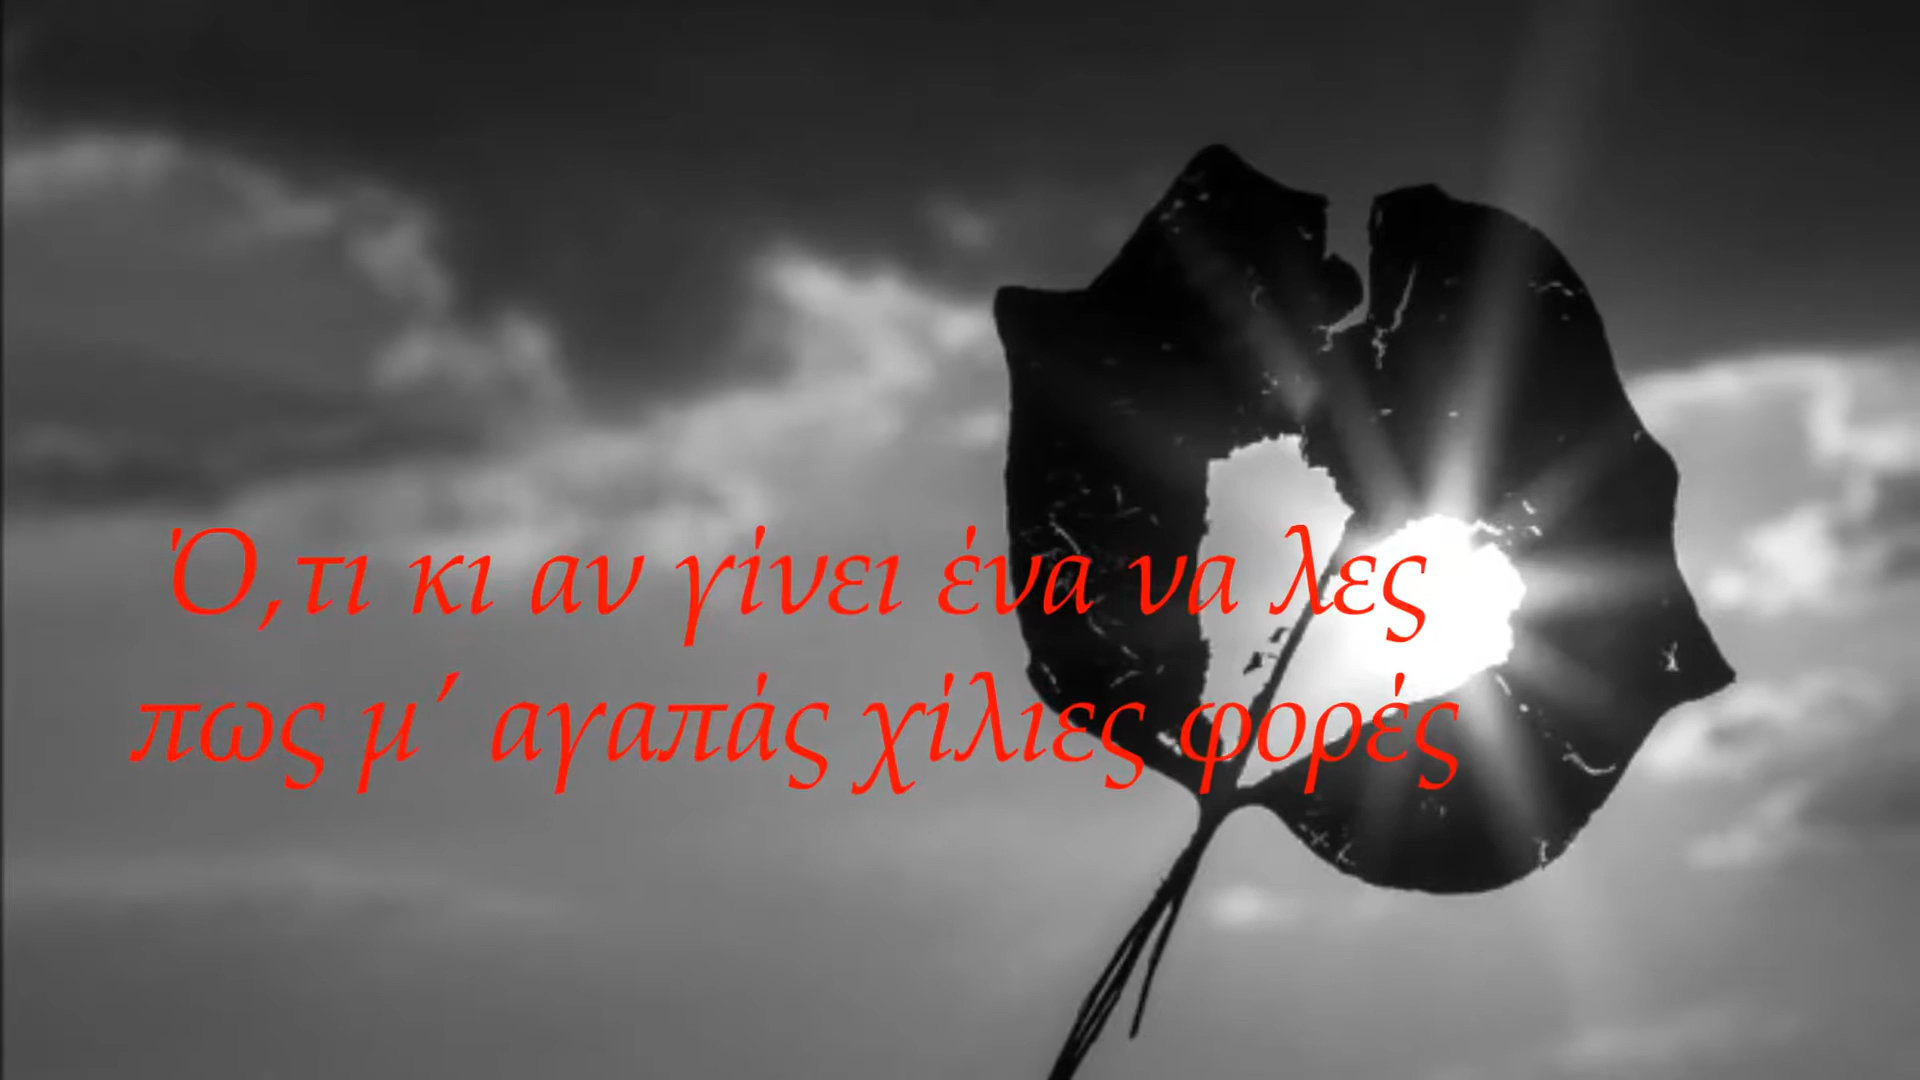 Ό,τι κι αν γίνει ένα να λες
πως μ΄ αγαπάς χίλιες φορές